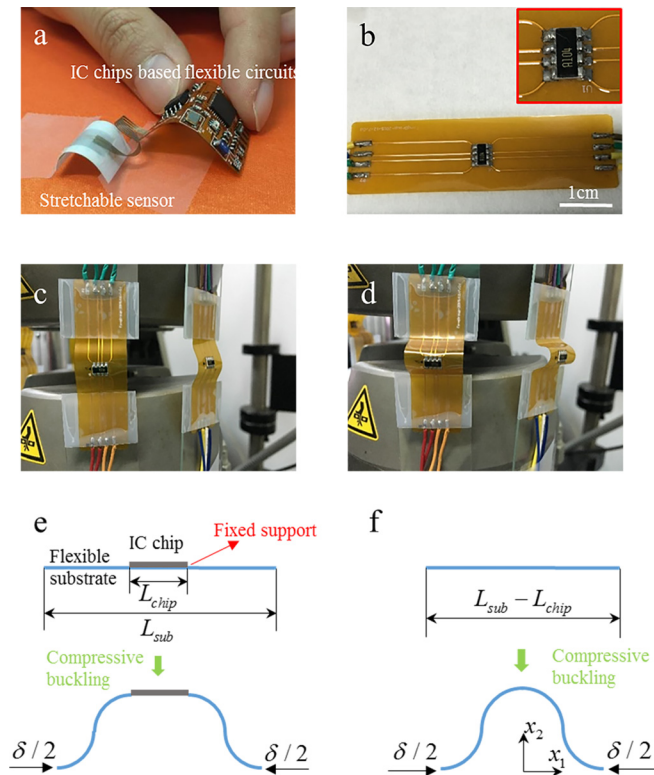 a
IC chips based flexible circuits
Stretchable sensor
b
A104
1cm
c
d
e
IC chip
Fixed support
Flexible
substrate
L_chip
L_sub
Compressive
buckling
δ / 2
δ / 2
f
L_sub − L_chip
Compressive
buckling
x_2
x_1
δ / 2
δ / 2